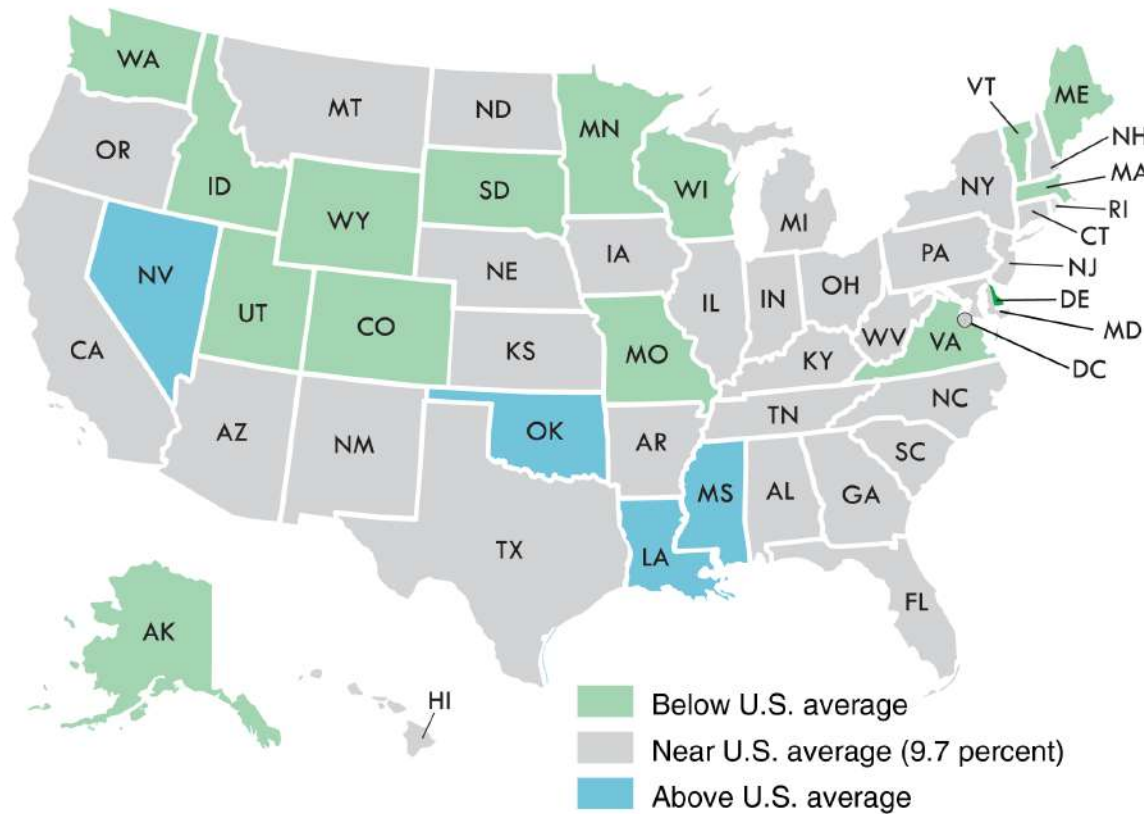 WA
MT
ND
MN
VT
ME
OR
ID
WY
SD
WI
MI
NY
NH
MA
RI
CT
NJ
DE
MD
DC
NV
UT
CO
NE
IA
IL
IN
OH
PA
CA
KS
MO
KY
WV
VA
AZ
NM
OK
AR
TN
NC
SC
TX
LA
MS
AL
GA
FL
AK
HI
Below U.S. average
Near U.S. average (9.7 percent)
Above U.S. average